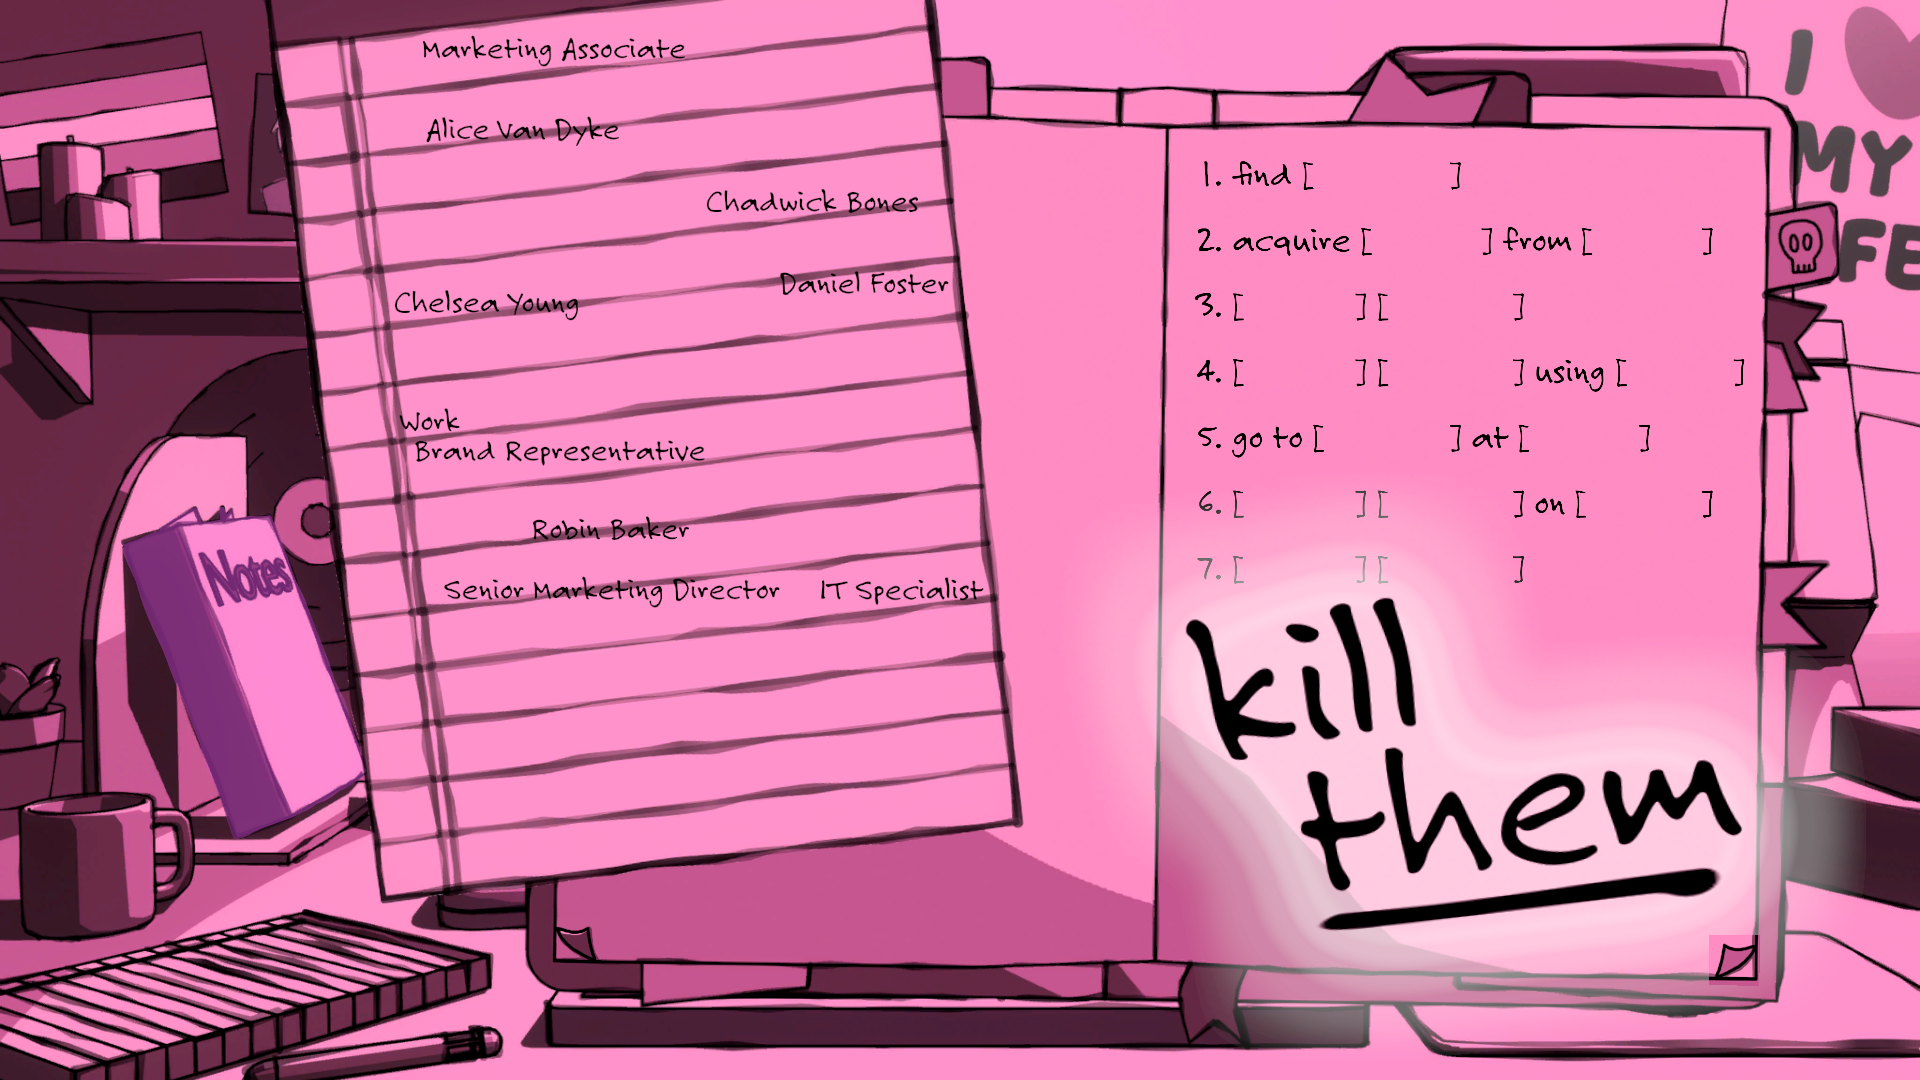 Marketing Associate
Alice Van Dyke
Chadwick Bones
Daniel Foster
Chelsea Young
Work
Brand Representative
Robin Baker
Senior Marketing Director
IT Specialist
Notes
1. find [ ]
2. acquire [ ] from [ ]
3. [ ] [ ]
4. [ ] [ ] using [ ]
5. go to [ ] at [ ]
6. [ ] [ ] on [ ]
7. [ ] [ ]
kill
them
I
MY
FE